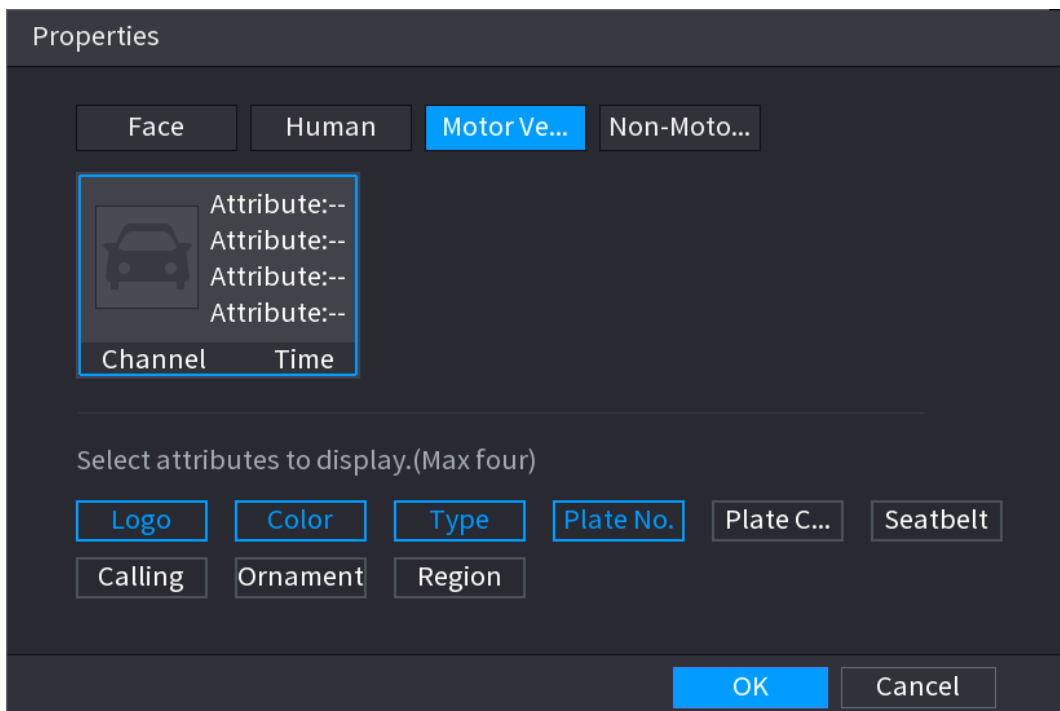 Properties
Face Human Motor Ve... Non-Moto...
Attribute:--
Attribute:--
Attribute:--
Attribute:--
Channel Time
Select attributes to display.(Max four)
Logo Color Type Plate No. Plate C... Seatbelt
Calling Ornament Region
OK Cancel